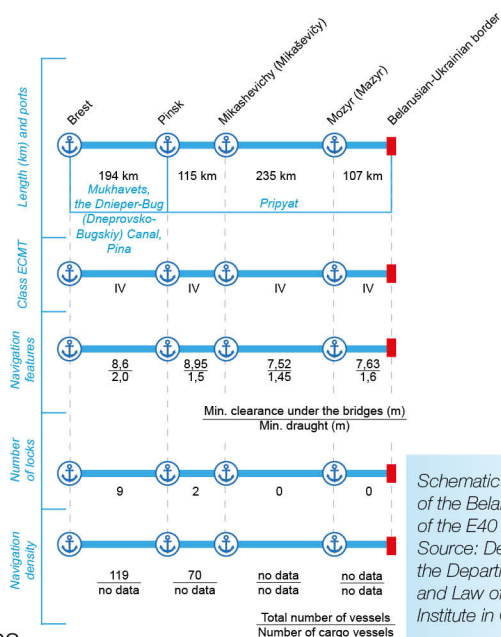 Brest
Pinsk
Mikashevichy (Mikaševičy)
Mozyr (Mazyr)
Belarusian-Ukrainian border
Length (km) and ports
194 km 115 km 235 km 107 km
Mukhavets,
the Dnieper-Bug
(Dneprovsko-
Bugskiy) Canal,
Pina
Pripyat
Class ECMT
IV IV IV IV
Navigation
features
8,6 8,95 7,52 7,63
2,0 1,5 1,45 1,6
Min. clearance under the bridges (m)
Min. draught (m)
Number
of locks
9 2 0 0
Navigation
density
119 70 no data no data
no data no data no data no data
Total number of vessels
Number of cargo vessels
Schematic
of the Bela
of the E40
Source: De
the Departm
and Law of
Institute in